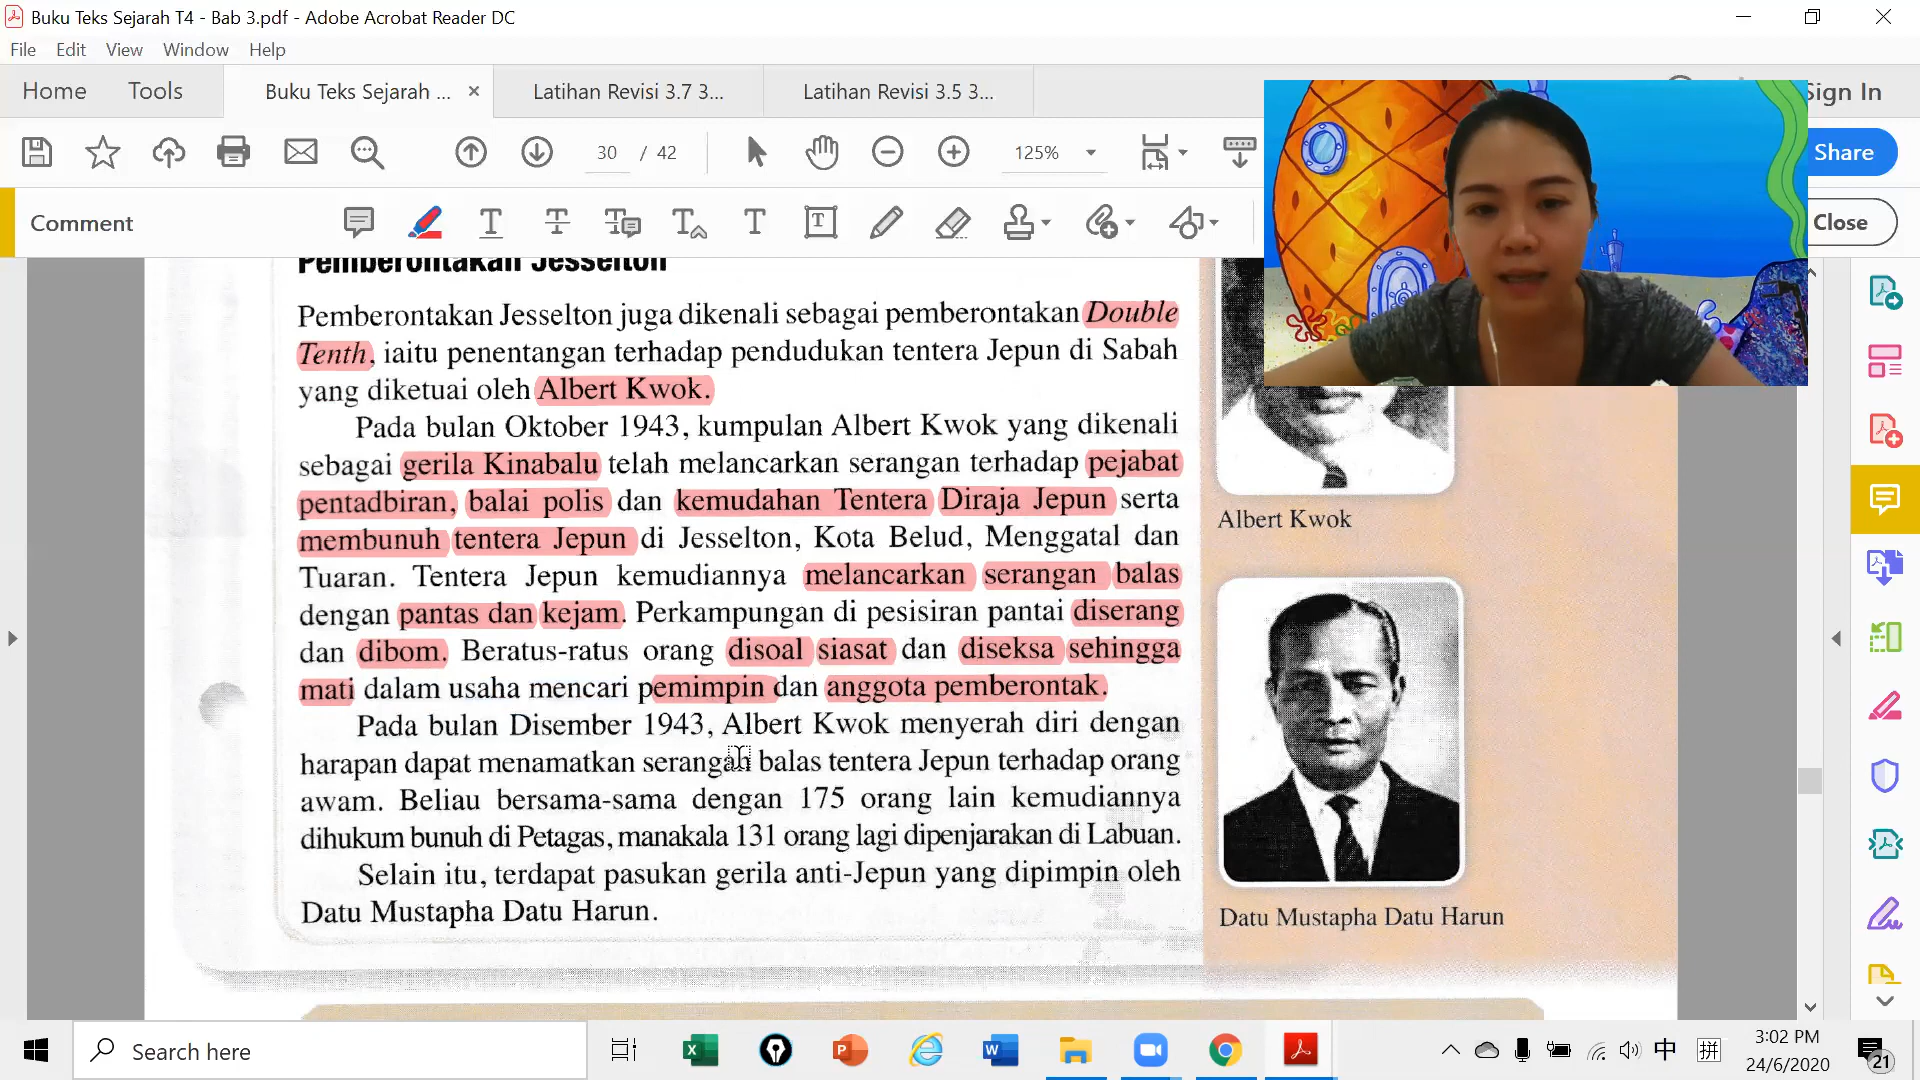 Buku Teks Sejarah T4 - Bab 3.pdf - Adobe Acrobat Reader DC
File Edit View Window Help
Home Tools Buku Teks Sejarah ... Latihan Revisi 3.7 3... Latihan Revisi 3.5 3... Sign In
30 / 42 125% Share
Comment Close
Pemberontakan Jesselton
Pemberontakan Jesselton juga dikenali sebagai pemberontakan Double
Tenth, iaitu penentangan terhadap pendudukan tentera Jepun di Sabah
yang diketuai oleh Albert Kwok.
Pada bulan Oktober 1943, kumpulan Albert Kwok yang dikenali
sebagai gerila Kinabalu telah melancarkan serangan terhadap pejabat
pentadbiran, balai polis dan kemudahan Tentera Diraja Jepun serta
membunuh tentera Jepun di Jesselton, Kota Belud, Menggatal dan
Tuaran. Tentera Jepun kemudiannya melancarkan serangan balas
dengan pantas dan kejam. Perkampungan di pesisiran pantai diserang
dan dibom. Beratus-ratus orang disoal siasat dan diseksa sehingga
mati dalam usaha mencari pemimpin dan anggota pemberontak.
Pada bulan Disember 1943, Albert Kwok menyerah diri dengan
harapan dapat menamatkan serangan balas tentera Jepun terhadap orang
awam. Beliau bersama-sama dengan 175 orang lain kemudiannya
dihukum bunuh di Petagas, manakala 131 orang lagi dipenjarakan di Labuan.
Selain itu, terdapat pasukan gerila anti-Jepun yang dipimpin oleh
Datu Mustapha Datu Harun.
Albert Kwok
Datu Mustapha Datu Harun
Search here
中 拼
3:02 PM
24/6/2020
21